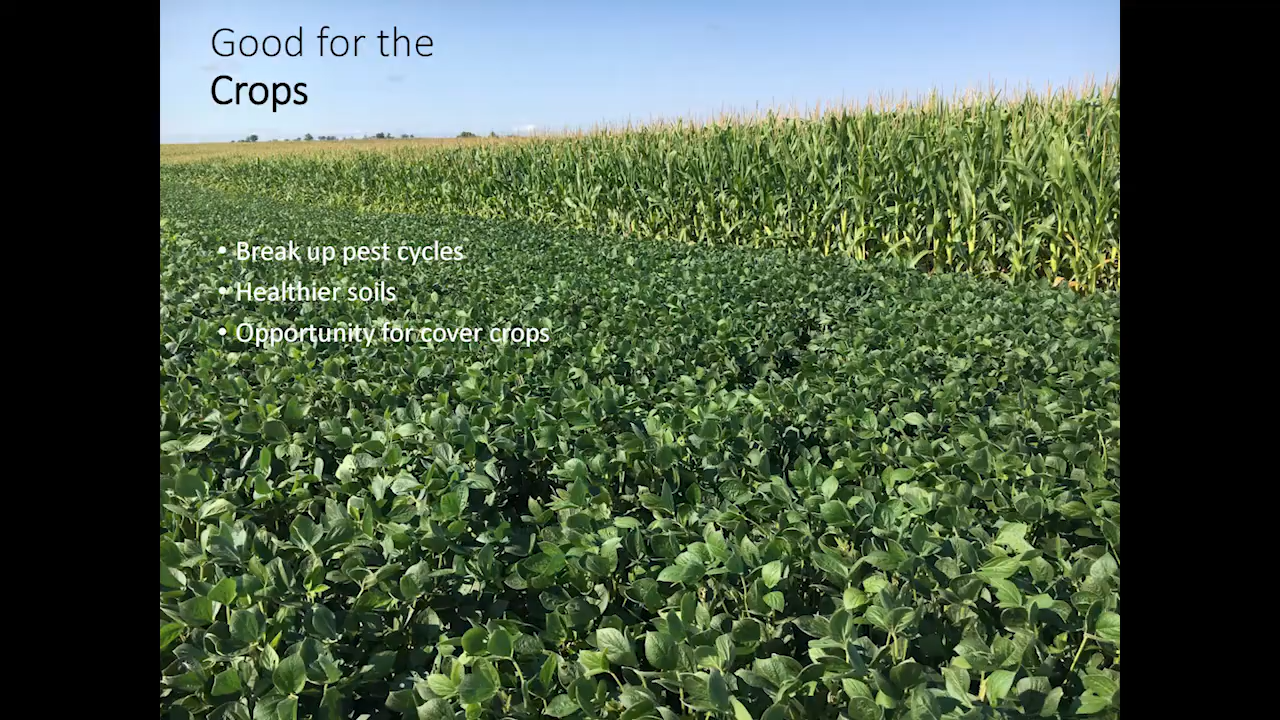 Good for the
Crops
• Break up pest cycles
• Healthier soils
• Opportunity for cover crops